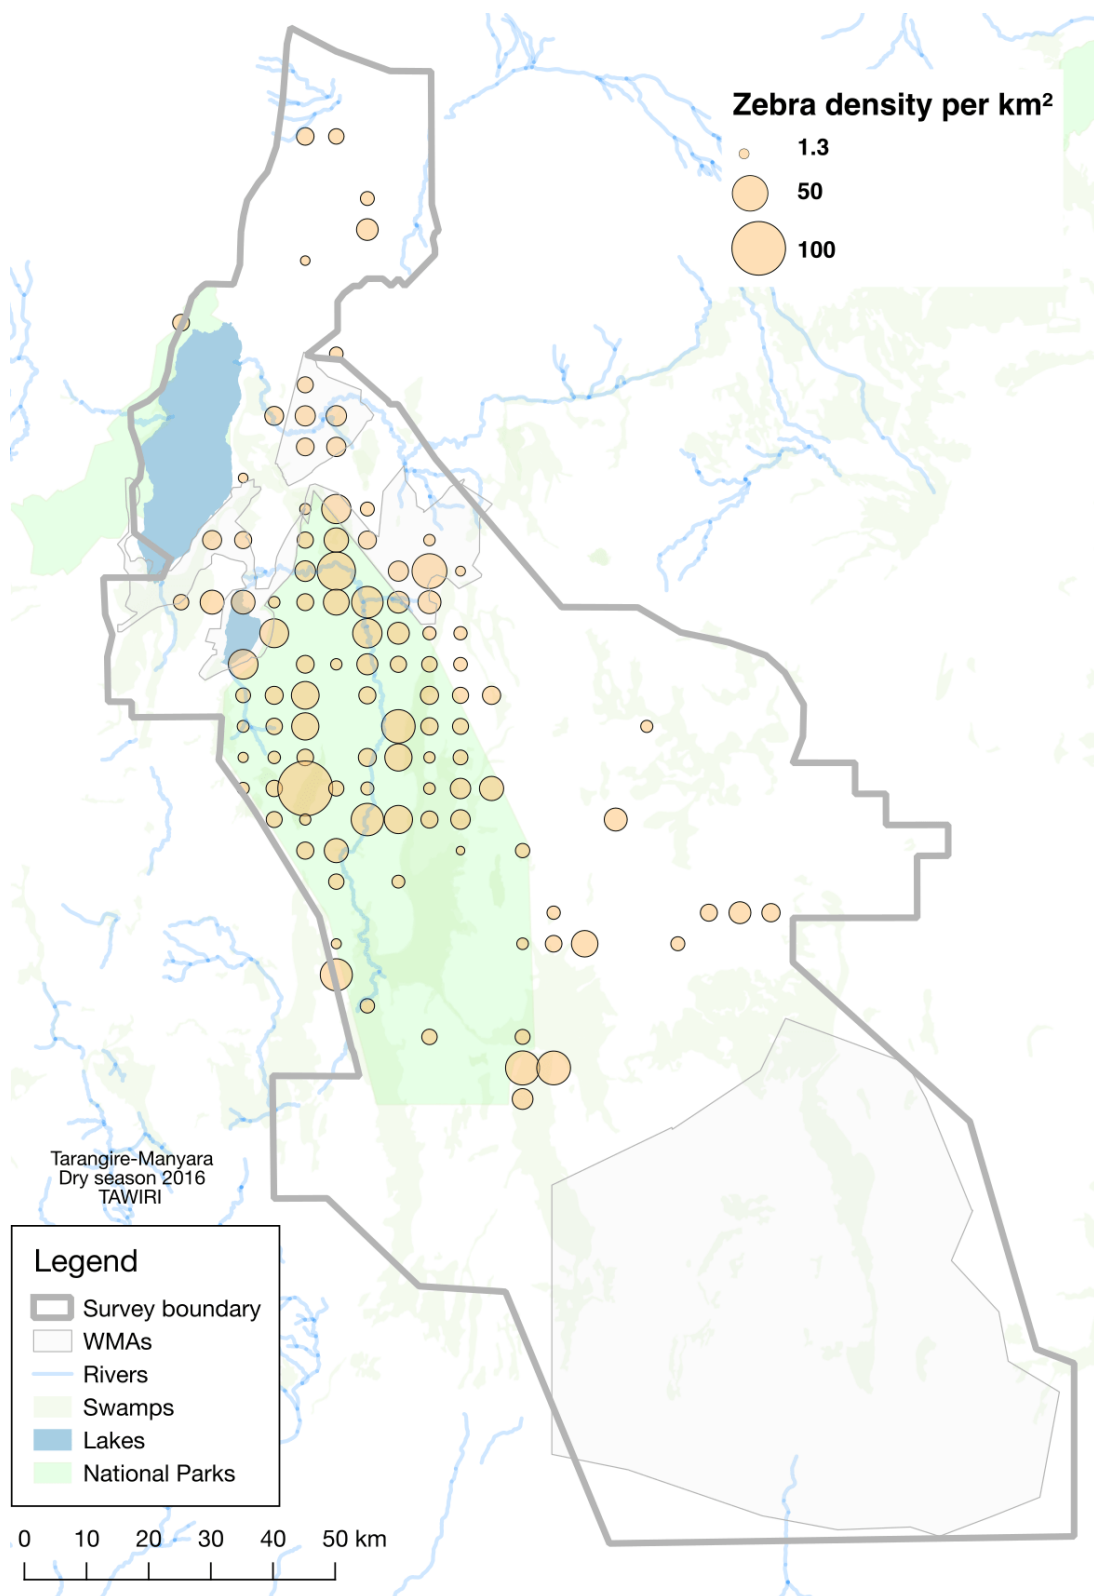 Zebra density per km²
1.3
50
100
Tarangire-Manyara
Dry season 2016
TAWIRI
Legend
Survey boundary
WMAs
Rivers
Swamps
Lakes
National Parks
0 10 20 30 40 50 km